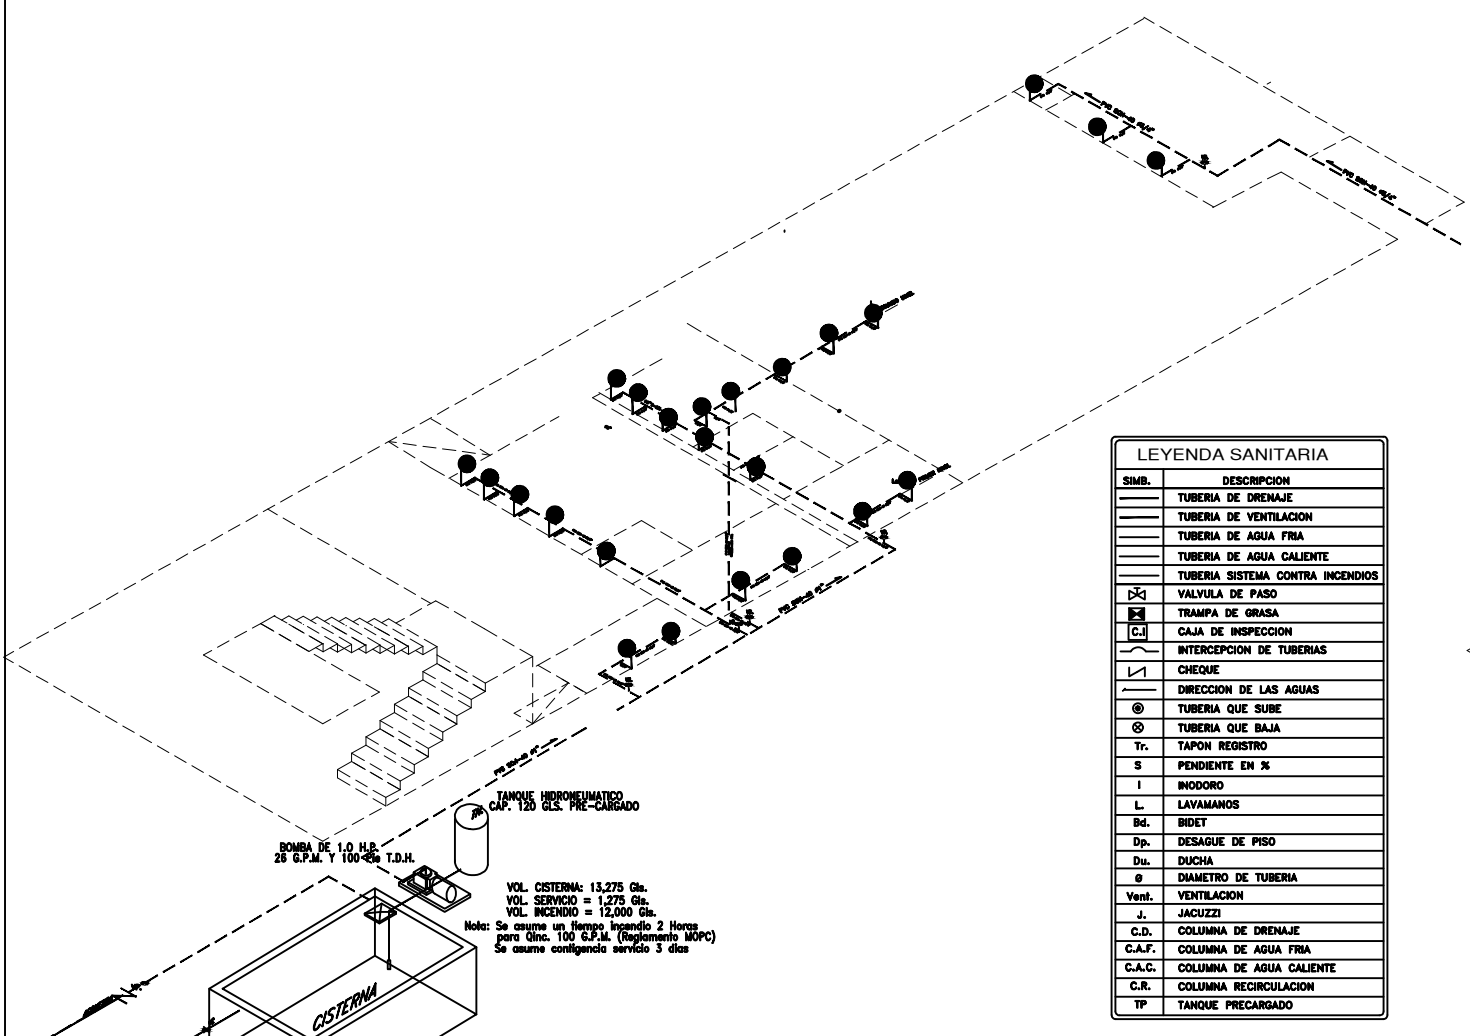 TANQUE HIDRONEUMATICO
CAP. 120 GLS. PRE-CARGADO
BOMBA DE 1.0 H.P.
26 G.P.M. Y 100 Pie T.D.H.
VOL. CISTERNA: 13,275 Gls.
VOL. SERVICIO = 1,275 Gls.
VOL. INCENDIO = 12,000 Gls.
Nota: Se asume un tiempo incendio 2 Horas
para Qinc. 100 G.P.M. (Reglamento MOPC)
Se asume contigencia servicio 3 dias
CISTERNA
LEYENDA SANITARIA
SIMB. DESCRIPCION
TUBERIA DE DRENAJE
TUBERIA DE VENTILACION
TUBERIA DE AGUA FRIA
TUBERIA DE AGUA CALIENTE
TUBERIA SISTEMA CONTRA INCENDIOS
VALVULA DE PASO
TRAMPA DE GRASA
C.I CAJA DE INSPECCION
INTERCEPCION DE TUBERIAS
CHEQUE
DIRECCION DE LAS AGUAS
TUBERIA QUE SUBE
TUBERIA QUE BAJA
Tr. TAPON REGISTRO
S PENDIENTE EN %
I INODORO
L. LAVAMANOS
Bd. BIDET
Dp. DESAGUE DE PISO
Du. DUCHA
Ø DIAMETRO DE TUBERIA
Vent. VENTILACION
J. JACUZZI
C.D. COLUMNA DE DRENAJE
C.A.F. COLUMNA DE AGUA FRIA
C.A.C. COLUMNA DE AGUA CALIENTE
C.R. COLUMNA RECIRCULACION
TP TANQUE PRECARGADO